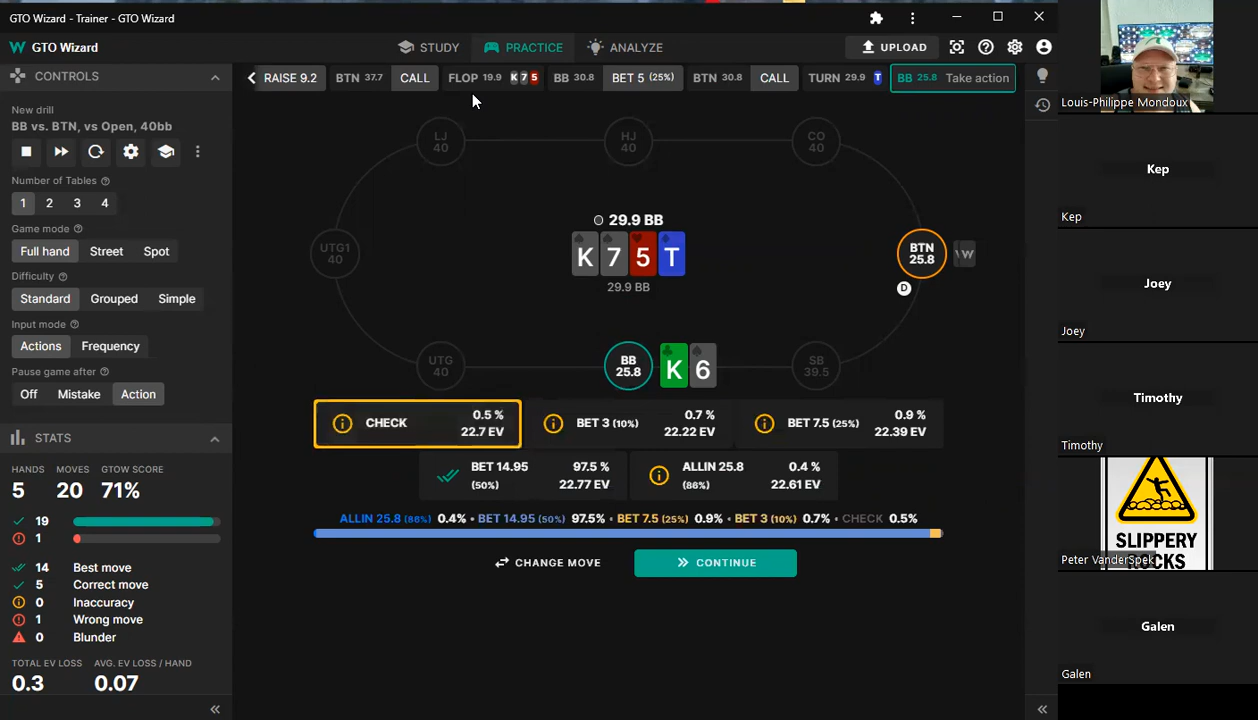 GTO Wizard - Trainer - GTO Wizard
GTO Wizard
STUDY
PRACTICE
ANALYZE
UPLOAD
CONTROLS
RAISE 9.2
BTN 37.7
CALL
FLOP 19.9 K 7 5
BB 30.8
BET 5 (25%)
BTN 30.8
CALL
TURN 29.9 T
BB 25.8 Take action
New drill
BB vs. BTN, vs Open, 40bb
Number of Tables
1 2 3 4
Game mode
Full hand Street Spot
Difficulty
Standard Grouped Simple
Input mode
Actions Frequency
Pause game after
Off Mistake Action
STATS
HANDS MOVES GTOW SCORE
5 20 71%
19
1
14 Best move
5 Correct move
0 Inaccuracy
1 Wrong move
0 Blunder
TOTAL EV LOSS AVG. EV LOSS / HAND
0.3 0.07
LJ
40
HJ
40
CO
40
UTG1
40
29.9 BB
K 7 5 T
29.9 BB
BTN
25.8
W
D
UTG
40
BB
25.8
K 6
SB
39.5
CHECK 0.5 %
22.7 EV
BET 3 (10%) 0.7 %
22.22 EV
BET 7.5 (25%) 0.9 %
22.39 EV
BET 14.95 97.5 %
(50%) 22.77 EV
ALLIN 25.8 0.4 %
(86%) 22.61 EV
ALLIN 25.8 (86%) 0.4% • BET 14.95 (50%) 97.5% • BET 7.5 (25%) 0.9% • BET 3 (10%) 0.7% • CHECK 0.5%
CHANGE MOVE
CONTINUE
Louis-Philippe Mondoux
Kep
Kep
Joey
Joey
Timothy
Timothy
SLIPPERY
ROCKS
Peter VanderSpek
Galen
Galen